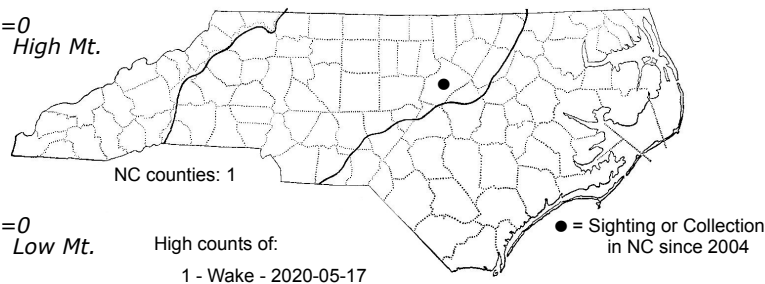 =0
High Mt.
NC counties: 1
=0
Low Mt.
High counts of:
1 - Wake - 2020-05-17
● = Sighting or Collection
in NC since 2004